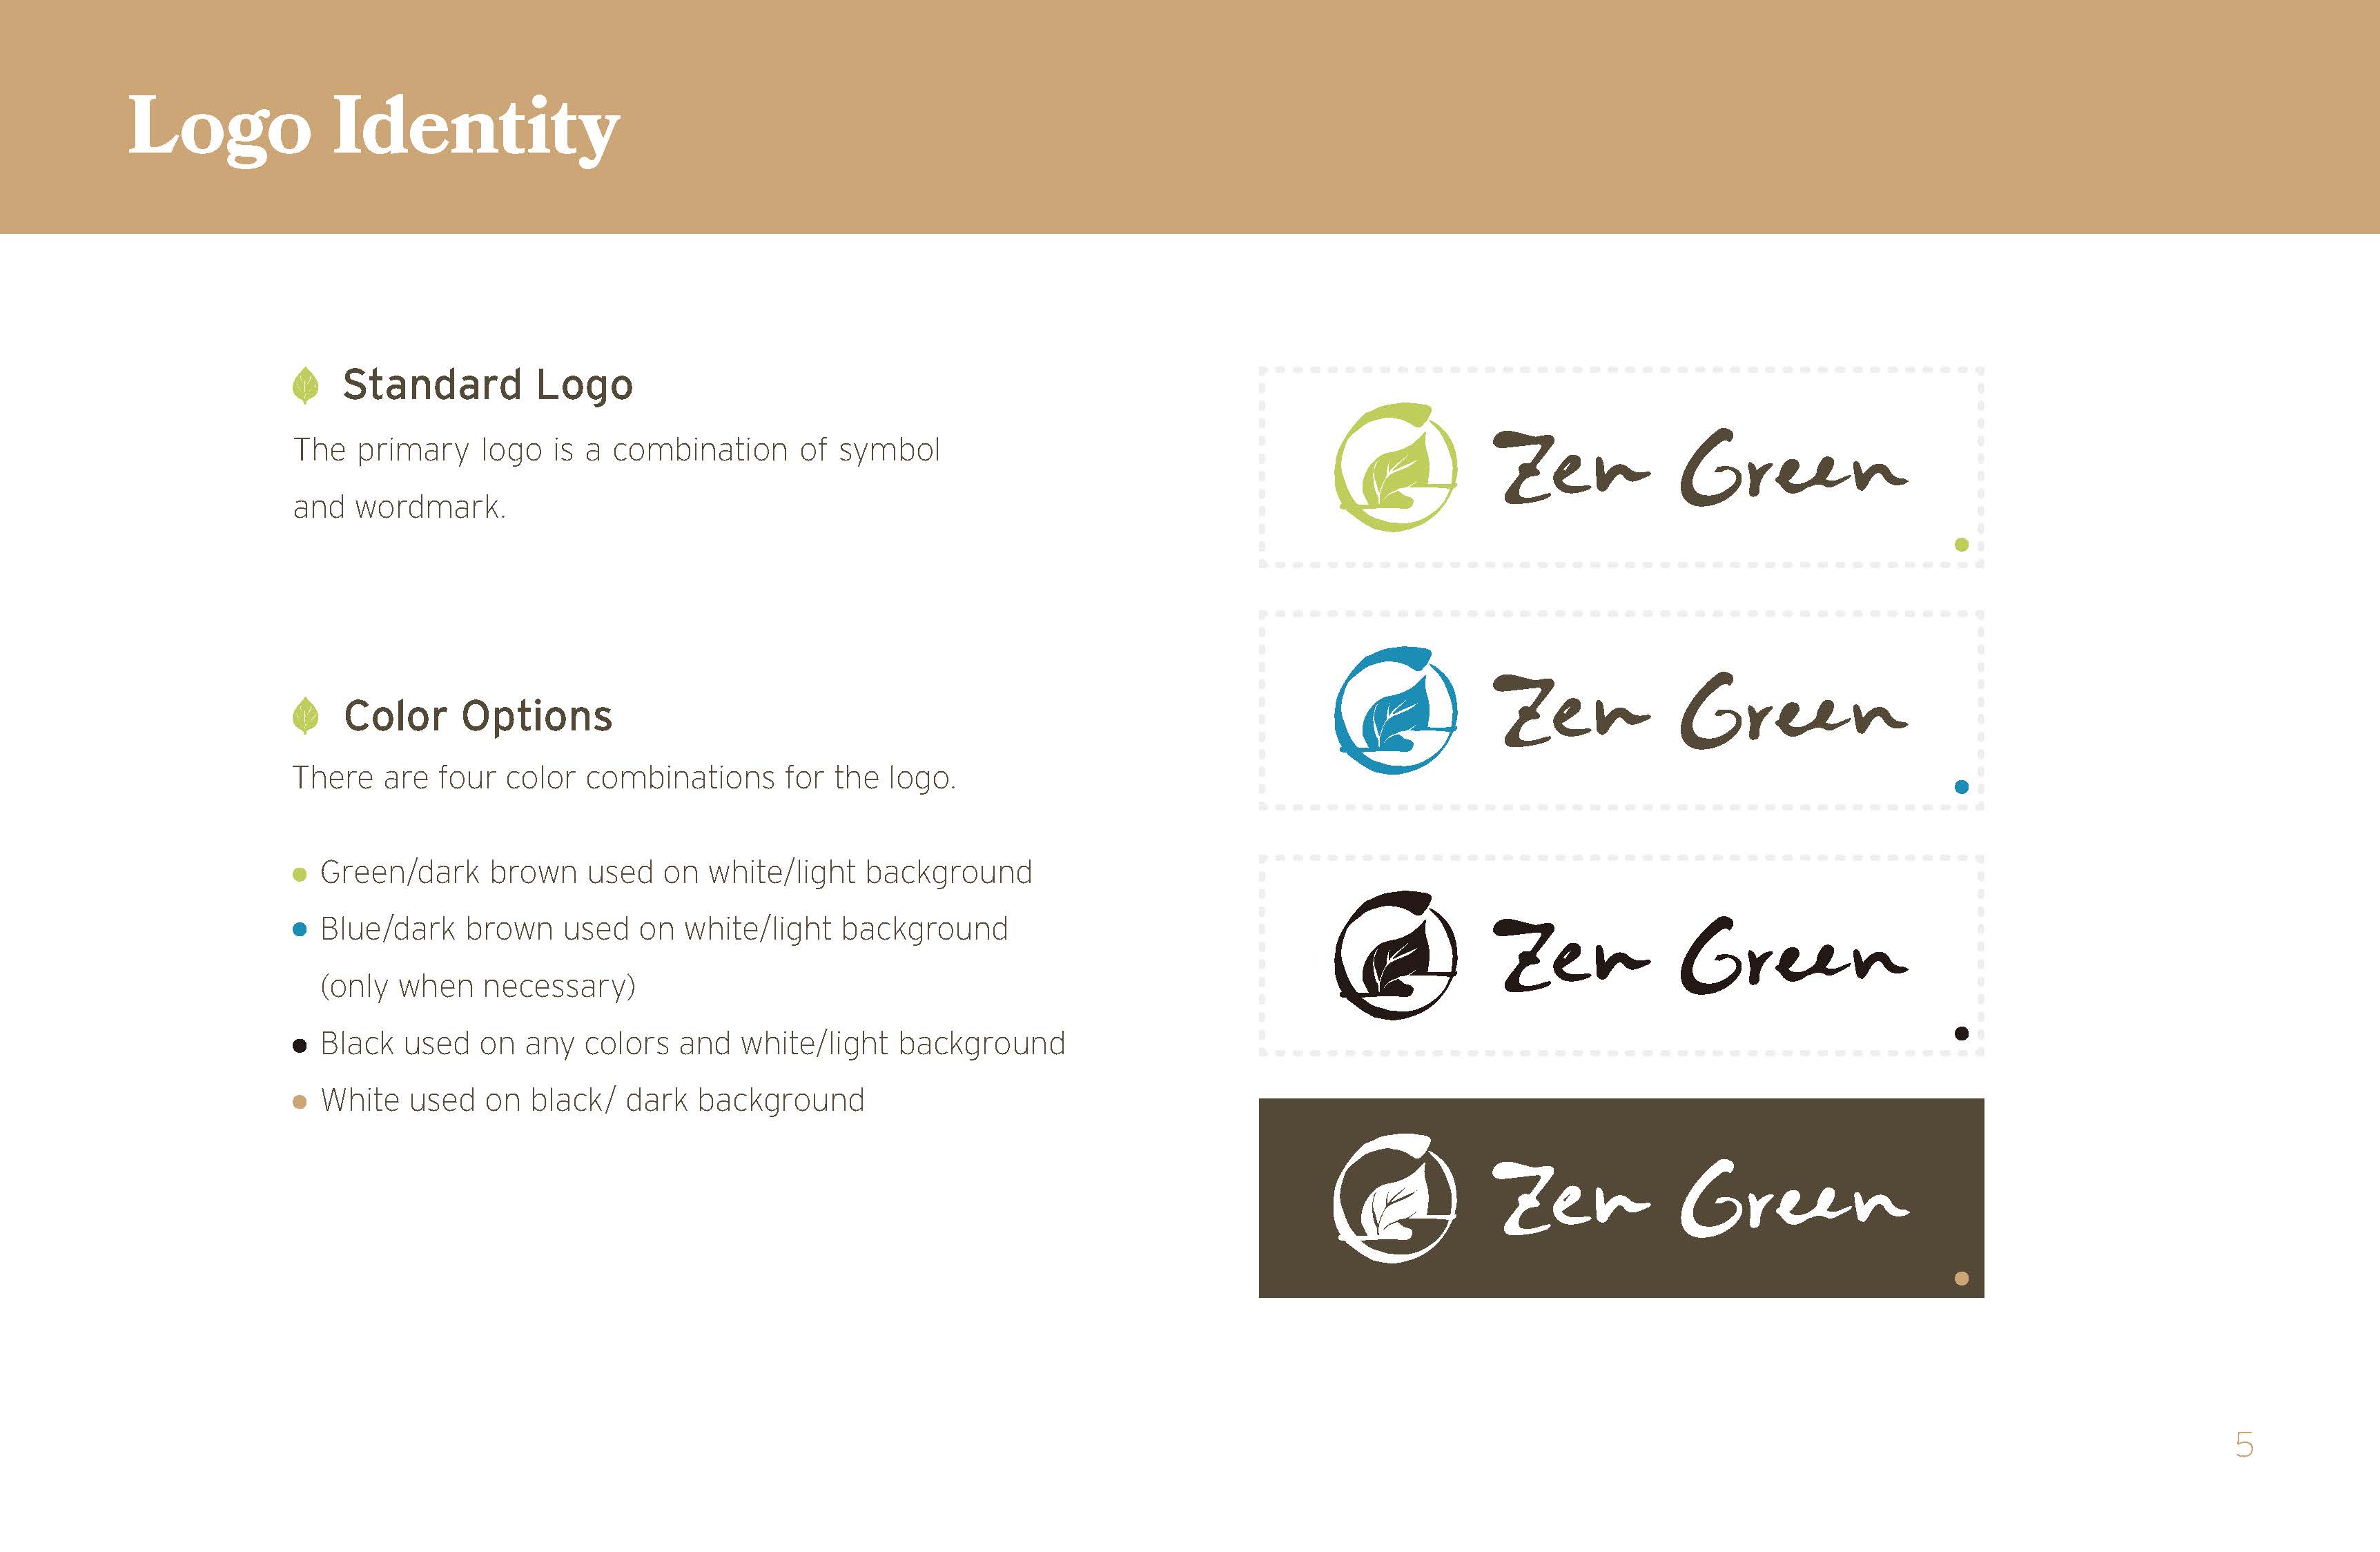 Logo Identity
Standard Logo
The primary logo is a combination of symbol
and wordmark.
Color Options
There are four color combinations for the logo.
Green/dark brown used on white/light background
Blue/dark brown used on white/light background
(only when necessary)
Black used on any colors and white/light background
White used on black/ dark background
Zen Green
Zen Green
Zen Green
Zen Green
5